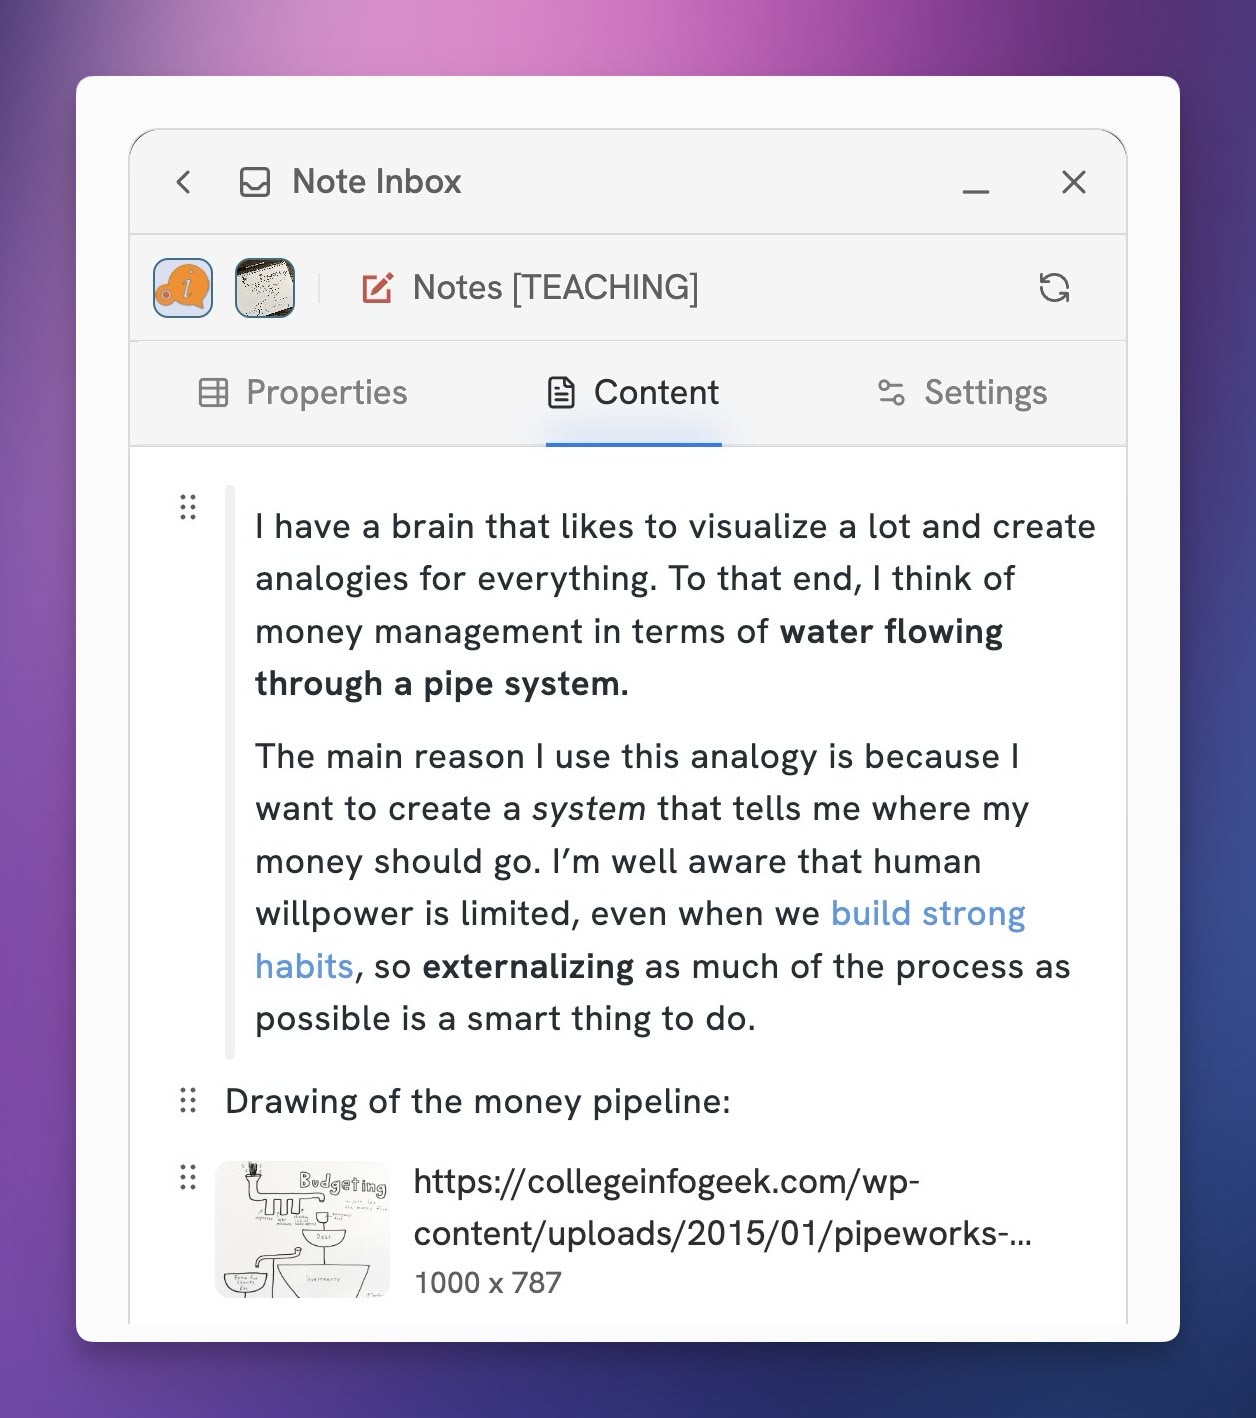 Note Inbox
Notes [TEACHING]
Properties
Content
Settings
I have a brain that likes to visualize a lot and create
analogies for everything. To that end, I think of
money management in terms of water flowing
through a pipe system.
The main reason I use this analogy is because I
want to create a system that tells me where my
money should go. I’m well aware that human
willpower is limited, even when we build strong
habits, so externalizing as much of the process as
possible is a smart thing to do.
Drawing of the money pipeline:
Budgeting
Debt
Investments
https://collegeinfogeek.com/wp-
content/uploads/2015/01/pipeworks-...
1000 x 787